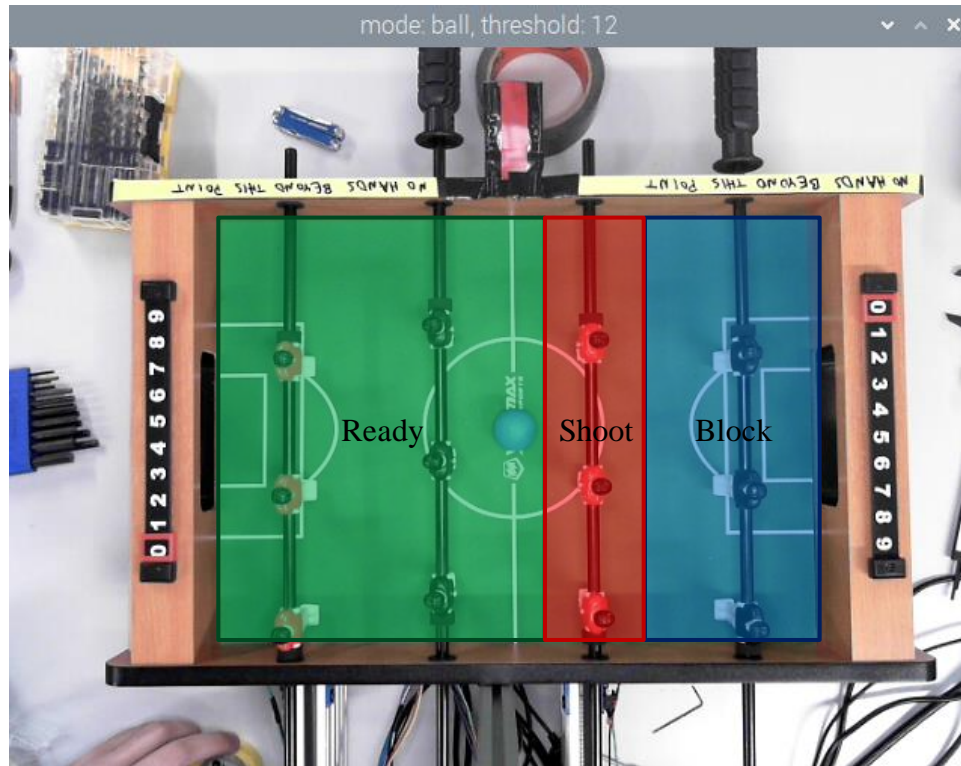 mode: ball, threshold: 12
NO HANDS BEYOND THIS POINT
NO HANDS BEYOND THIS POINT
0 1 2 3 4 5 6 7 8 9
Ready
Shoot
Block
0 1 2 3 4 5 6 7 8 9